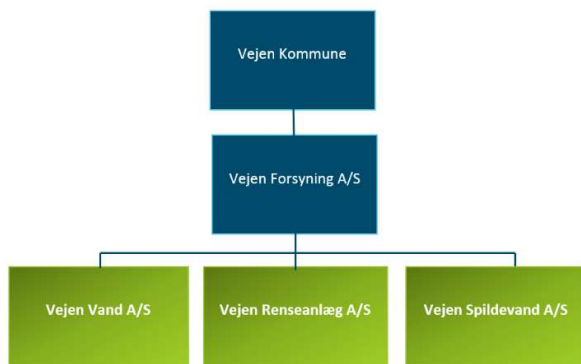 Vejen Kommune
Vejen Forsyning A/S
Vejen Vand A/S
Vejen Renseanlæg A/S
Vejen Spildevand A/S